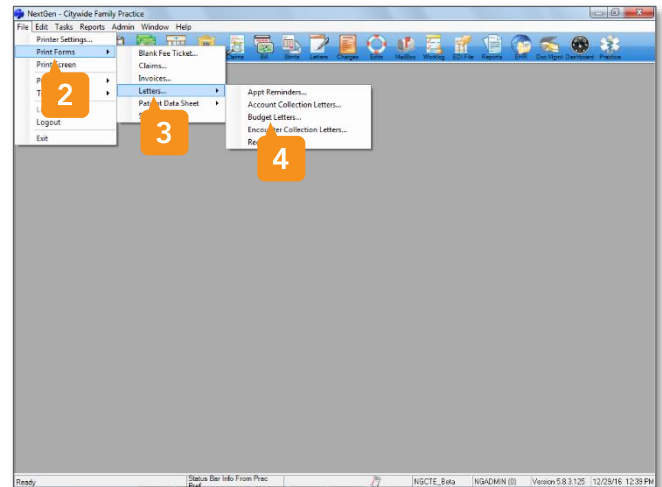 NextGen - Citywide Family Practice
File Edit Tasks Reports Admin Window Help
Claims Bill Stmts Letters Charges Edits Mailbox Worklog EDI File Reports EHR Doc Mgmt Dashboard Practice
Printer Settings...
Print Forms
Print Screen
Logout
Exit
2
Blank Fee Ticket...
Claims...
Invoices...
Letters...
Patient Data Sheet
3
Appt Reminders...
Account Collection Letters...
Budget Letters...
Encounter Collection Letters...
4
Ready
Status Bar Info From Prac
Pref
NGCTE_Beta
NGADMIN (0)
Version 5.8.3.125
12/29/16 12:39 PM